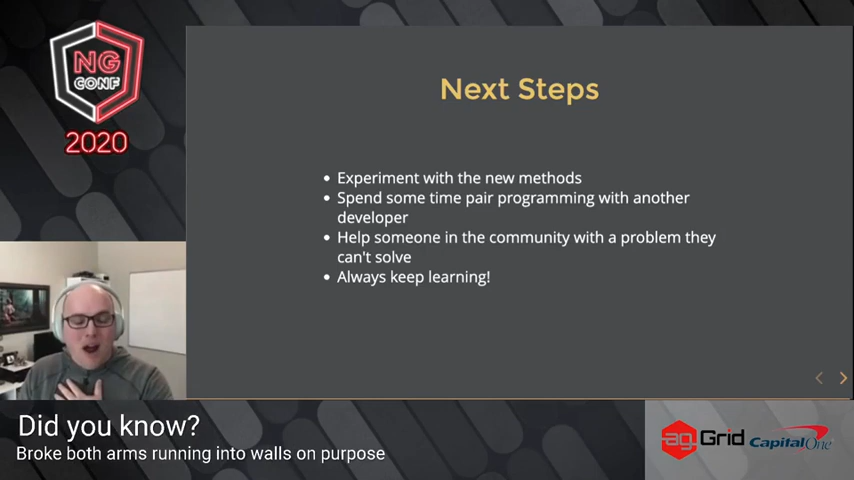 NG
CONF
2020
Next Steps
Experiment with the new methods
Spend some time pair programming with another
developer
Help someone in the community with a problem they
can't solve
Always keep learning!
Did you know?
Broke both arms running into walls on purpose
ag Grid
Capital One